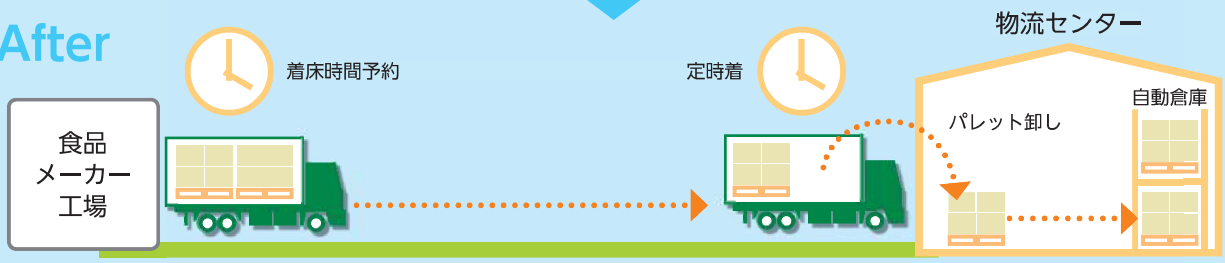 After
着床時間予約
定時着
物流センター
食品
メーカー
工場
パレット卸し
自動倉庫